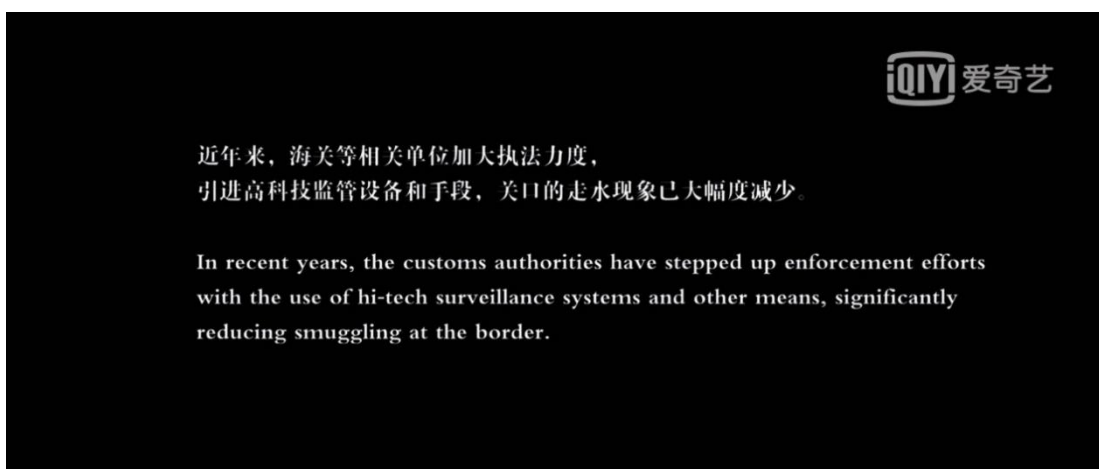 iQIYI 爱奇艺
近年来，海关等相关单位加大执法力度，
引进高科技监管设备和手段，关口的走水现象已大幅度减少。
In recent years, the customs authorities have stepped up enforcement efforts
with the use of hi-tech surveillance systems and other means, significantly
reducing smuggling at the border.